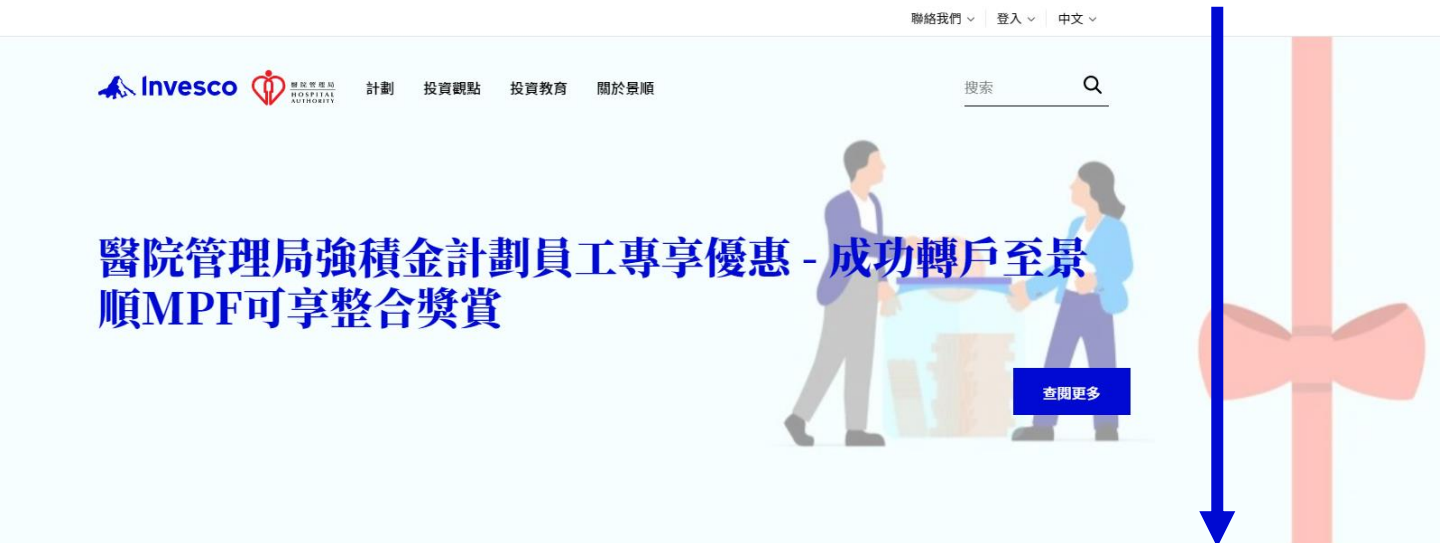 聯絡我們 登入 中文
Invesco 醫院管理局 HOSPITAL AUTHORITY 計劃 投資觀點 投資教育 關於景順 搜索
醫院管理局強積金計劃員工專享優惠 - 成功轉戶至景
順MPF可享整合獎賞
查閱更多